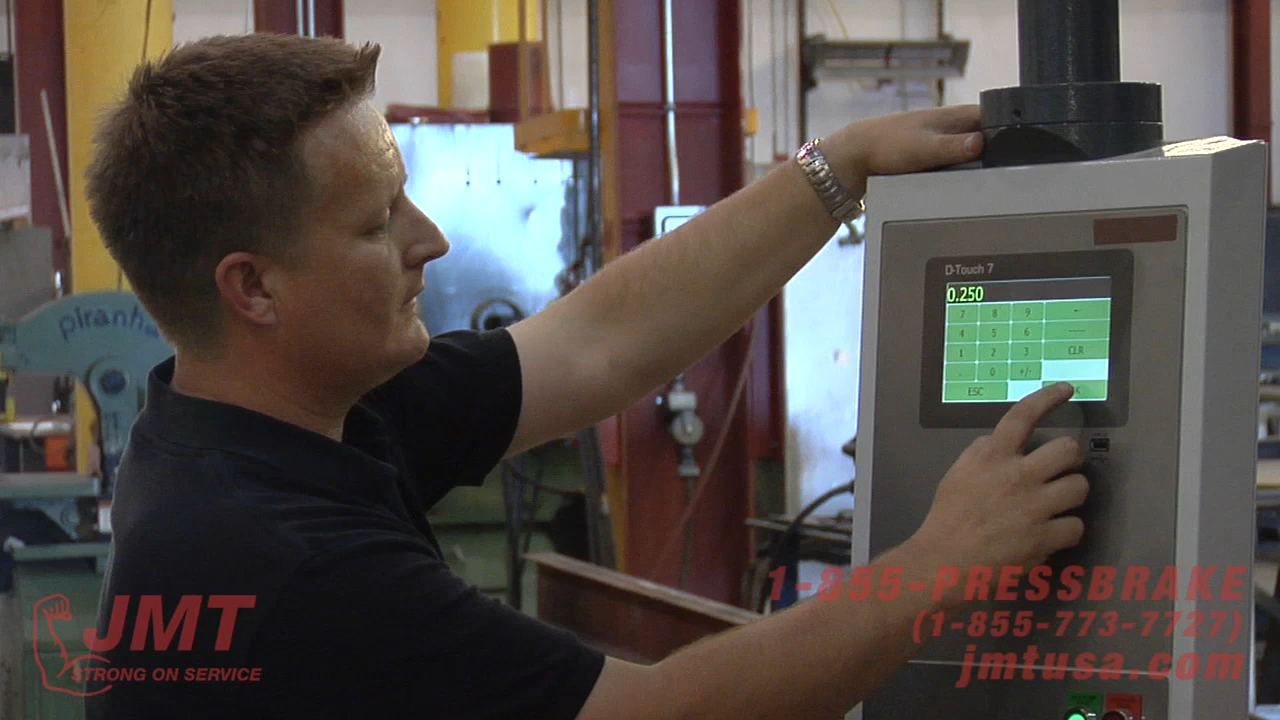 piranh
D-Touch 7
0.250
7 8 9 ←
4 5 6
1 2 3 CLR
. 0 +/-
ESC
JMT
STRONG ON SERVICE
1-855-PRESSBRAKE
(1-855-773-7727)
jmtusa.com